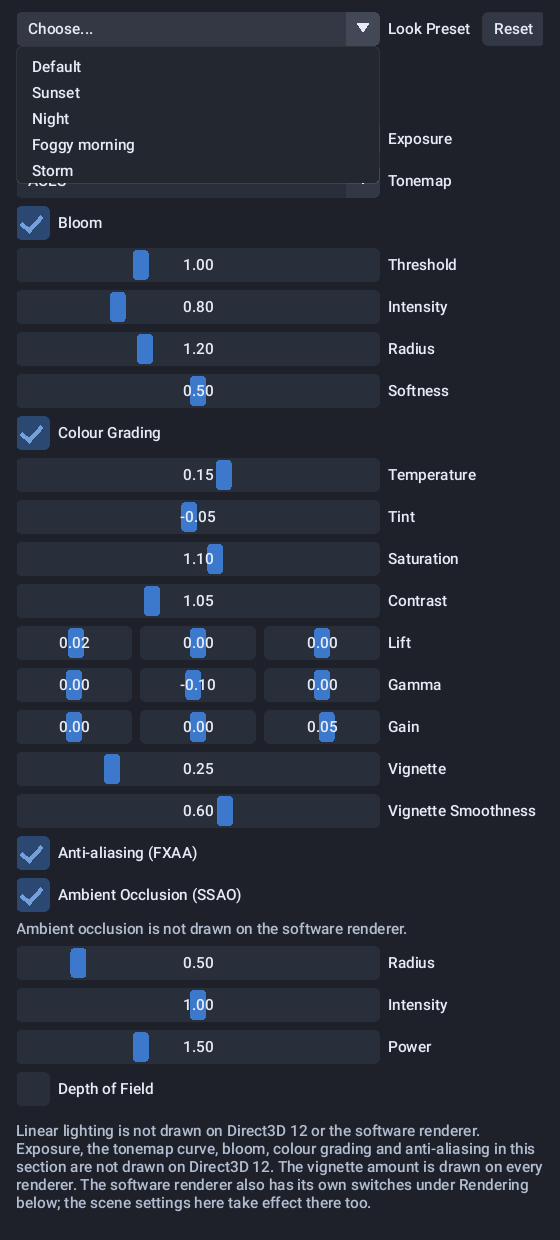 Choose... Look Preset Reset
Default
Sunset
Night
Foggy morning Exposure
Storm
Tonemap
Bloom
1.00 Threshold
0.80 Intensity
1.20 Radius
0.50 Softness
Colour Grading
0.15 Temperature
-0.05 Tint
1.10 Saturation
1.05 Contrast
0.02 0.00 0.00 Lift
0.00 -0.10 0.00 Gamma
0.00 0.00 0.05 Gain
0.25 Vignette
0.60 Vignette Smoothness
Anti-aliasing (FXAA)
Ambient Occlusion (SSAO)
Ambient occlusion is not drawn on the software renderer.
0.50 Radius
1.00 Intensity
1.50 Power
Depth of Field
Linear lighting is not drawn on Direct3D 12 or the software renderer.
Exposure, the tonemap curve, bloom, colour grading and anti-aliasing in this
section are not drawn on Direct3D 12. The vignette amount is drawn on every
renderer. The software renderer also has its own switches under Rendering
below; the scene settings here take effect there too.